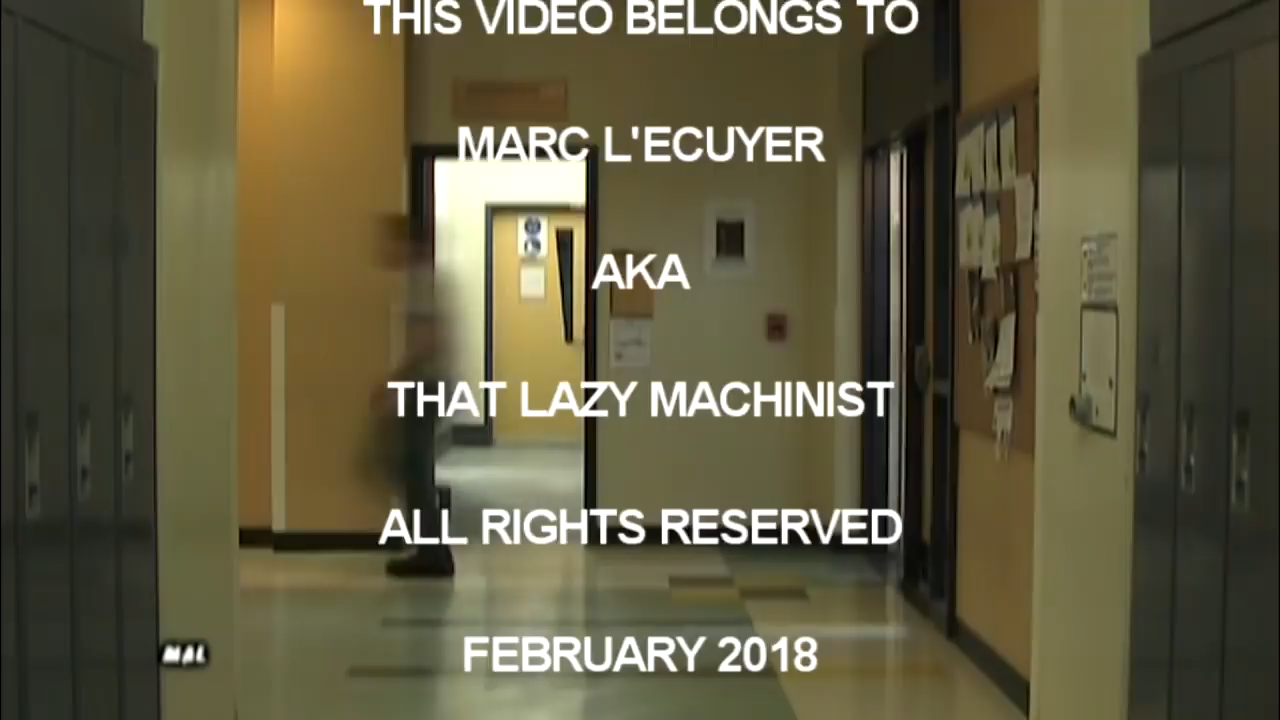 THIS VIDEO BELONGS TO
MARC L'ECUYER
AKA
THAT LAZY MACHINIST
ALL RIGHTS RESERVED
FEBRUARY 2018
MAL